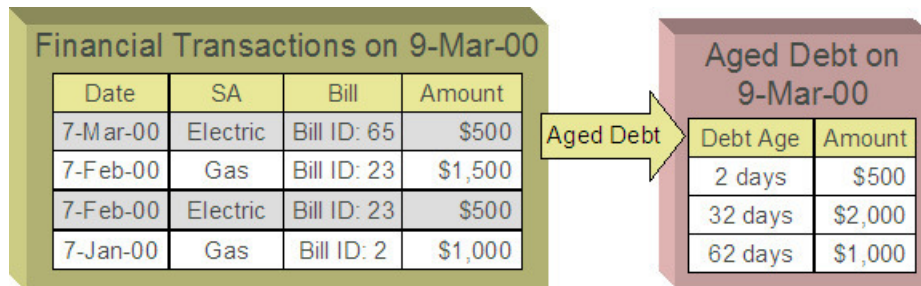 Financial Transactions on 9-Mar-00
Date SA Bill Amount
7-Mar-00 Electric Bill ID: 65 $500
7-Feb-00 Gas Bill ID: 23 $1,500
7-Feb-00 Electric Bill ID: 23 $500
7-Jan-00 Gas Bill ID: 2 $1,000
Aged Debt
Aged Debt on
9-Mar-00
Debt Age Amount
2 days $500
32 days $2,000
62 days $1,000